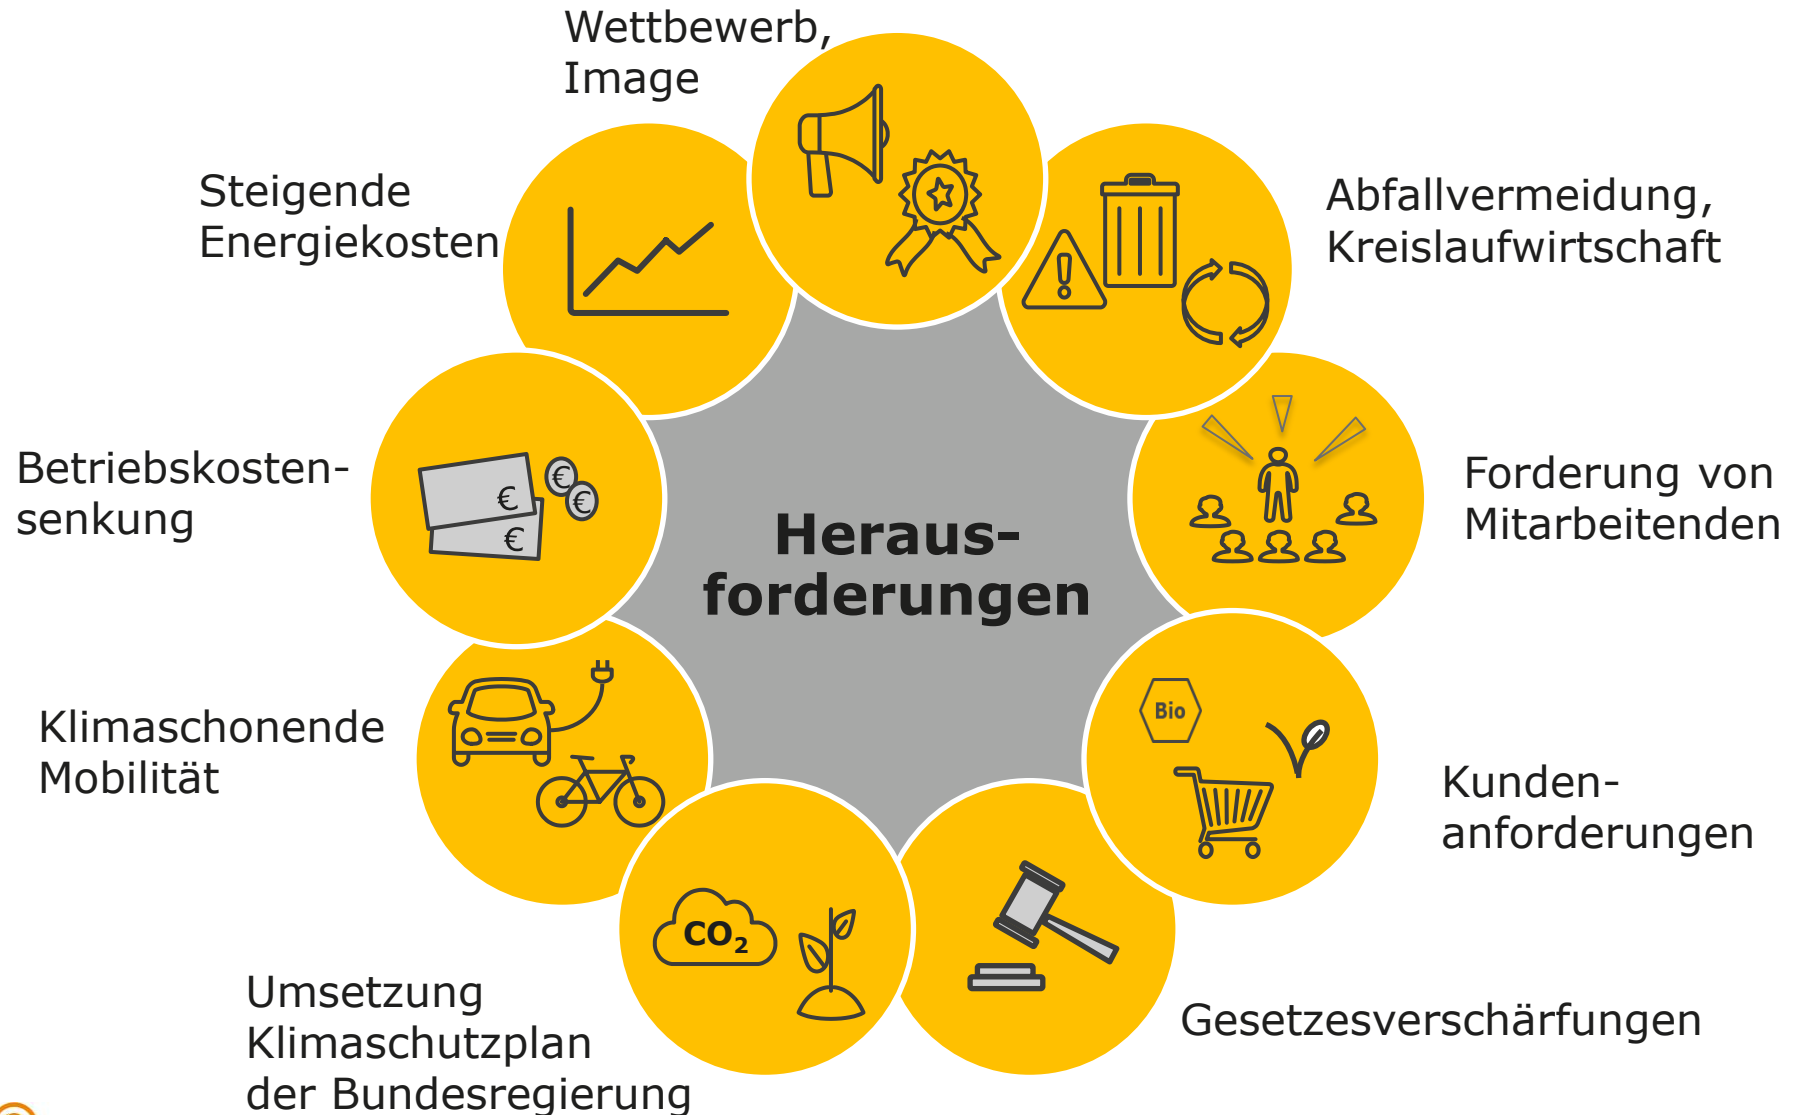 Wettbewerb,
Image
Steigende
Energiekosten
Abfallvermeidung,
Kreislaufwirtschaft
Betriebskosten-
senkung
€
€
€
€
Forderung von
Mitarbeitenden
Heraus-
forderungen
Klimaschonende
Mobilität
Bio
Kunden-
anforderungen
CO₂
Umsetzung
Klimaschutzplan
der Bundesregierung
Gesetzesverschärfungen